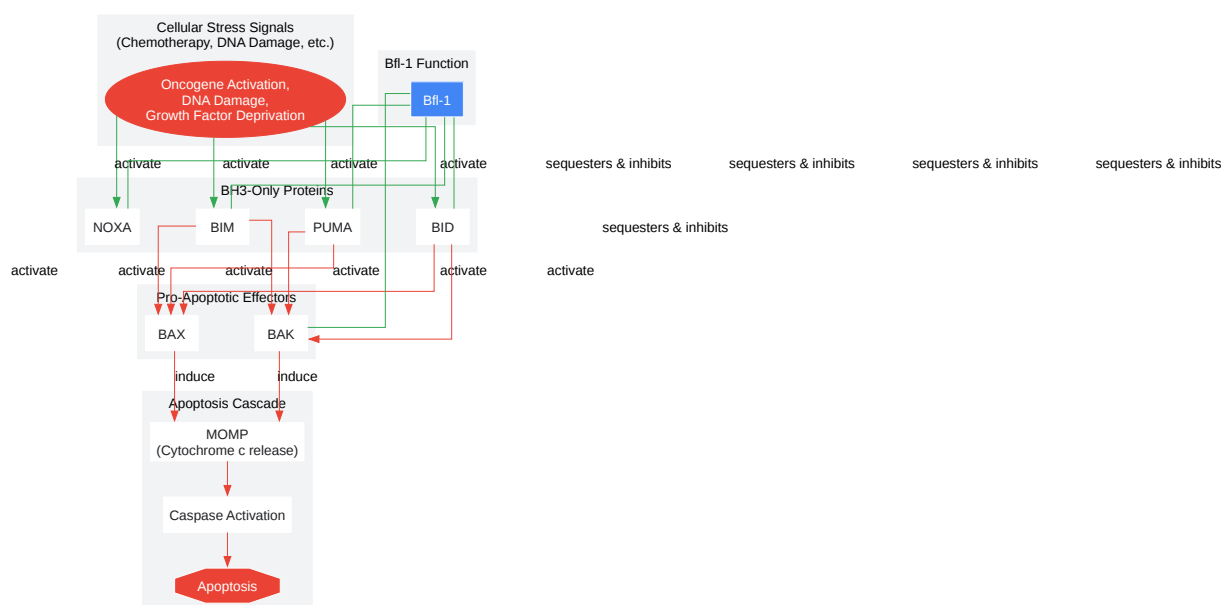 Cellular Stress Signals
(Chemotherapy, DNA Damage, etc.)
Bfl-1 Function
Oncogene Activation,
DNA Damage,
Growth Factor Deprivation
Bfl-1
activate
activate
activate
activate
sequesters & inhibits
sequesters & inhibits
sequesters & inhibits
sequesters & inhibits
BH3-Only Proteins
NOXA
BIM
PUMA
BID
sequesters & inhibits
activate
activate
activate
activate
activate
activate
Pro-Apoptotic Effectors
BAX
BAK
induce
induce
Apoptosis Cascade
MOMP
(Cytochrome c release)
Caspase Activation
Apoptosis